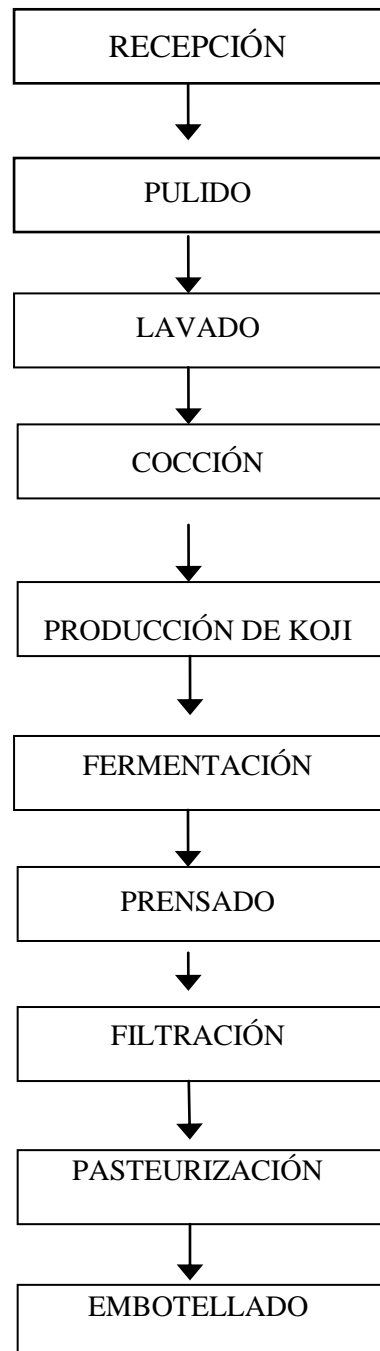 RECEPCIÓN
PULIDO
LAVADO
COCCIÓN
PRODUCCIÓN DE KOJI
FERMENTACIÓN
PRENSADO
FILTRACIÓN
PASTEURIZACIÓN
EMBOTELLADO